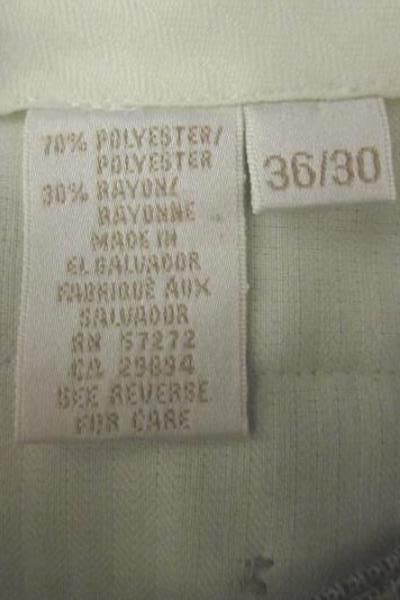 70% POLYESTER/
POLYESTER
30% RAYON/
RAYONNE
MADE IN
EL SALVADOR
FABRIQUE AUX
SALVADOR
RN 57272
CA 29894
SEE REVERSE
FOR CARE
36/30